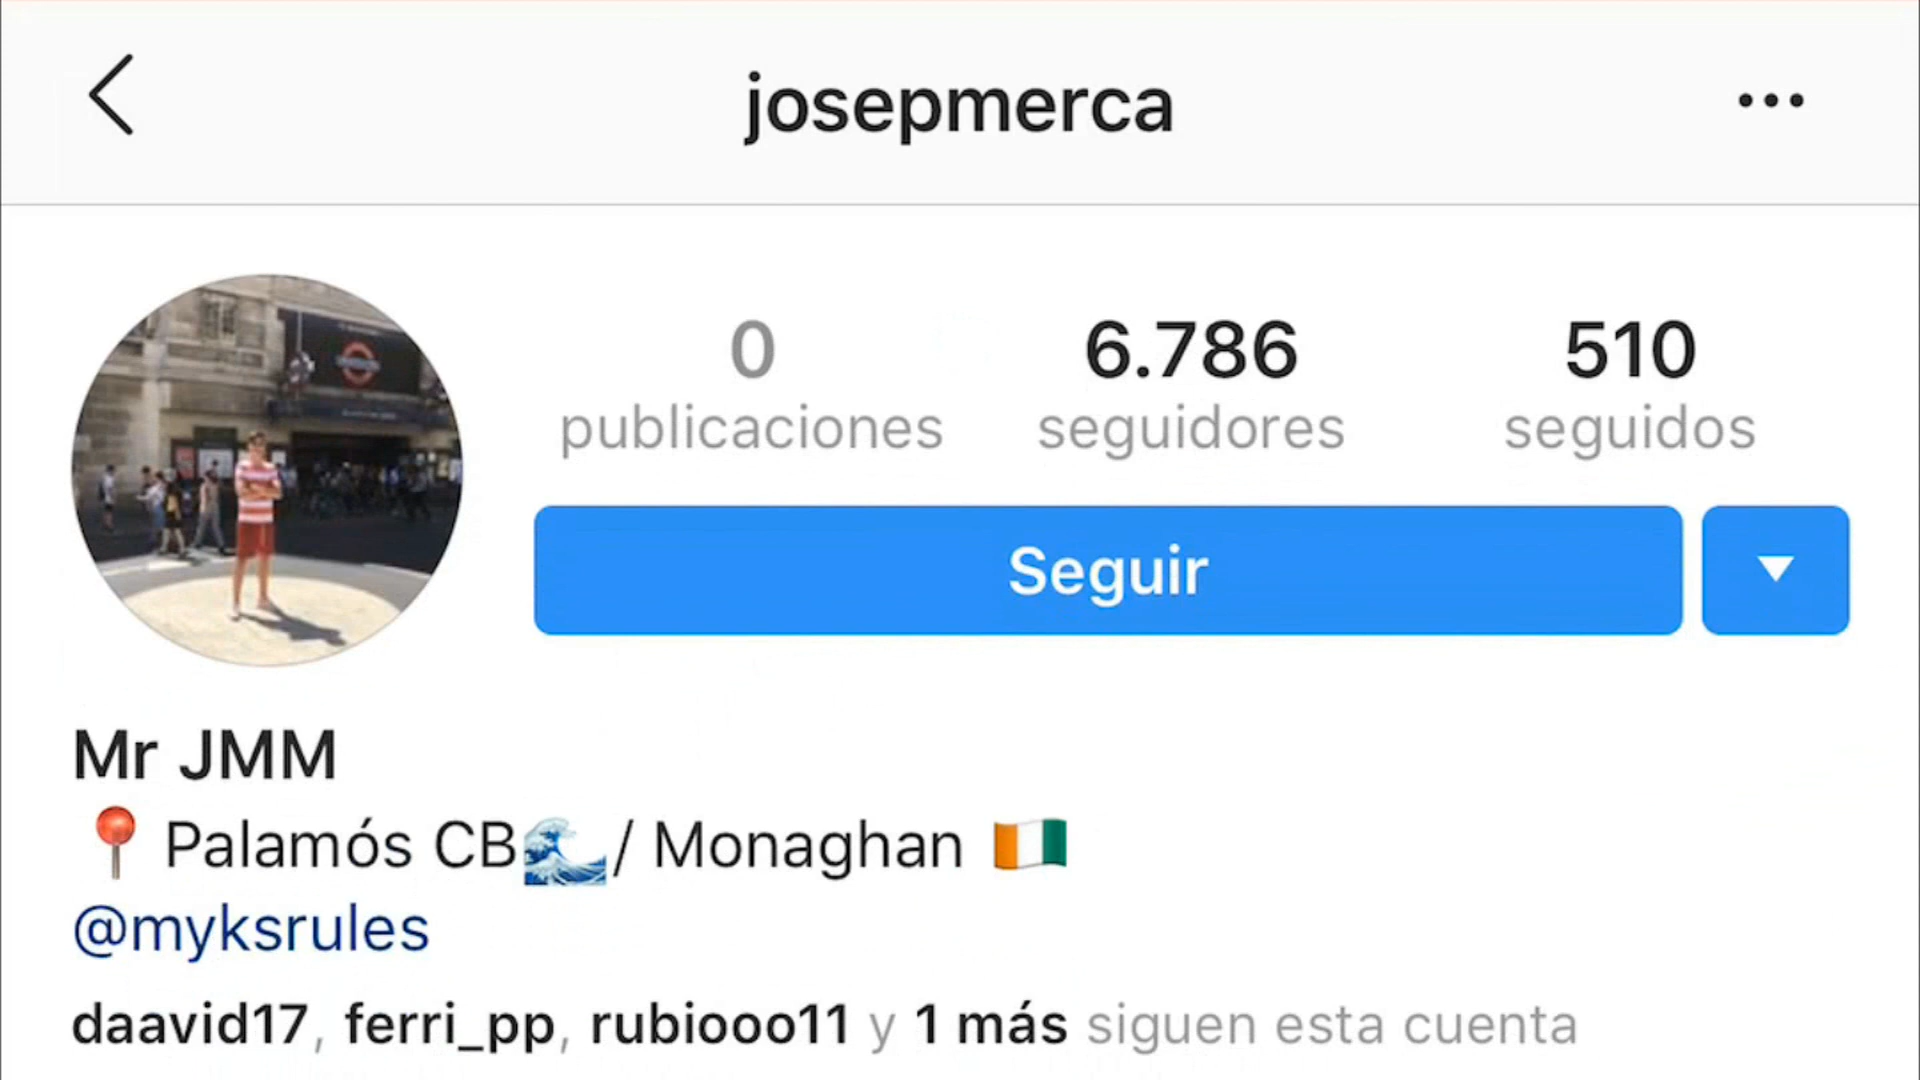 josepmerca
0 6.786 510
publicaciones seguidores seguidos
Seguir
Mr JMM
📍 Palamós CB🌊/ Monaghan 🇨🇮
@myksrules
daavid17, ferri_pp, rubiooo11 y 1 más siguen esta cuenta